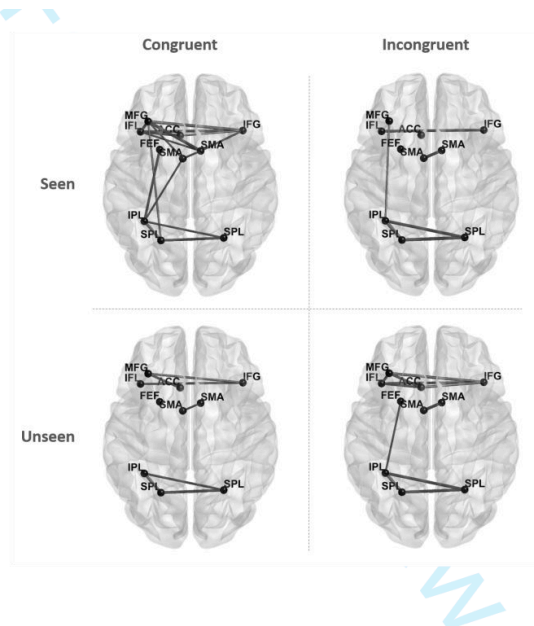 Congruent Incongruent
MFG
IFL
ACC
IFG
FEF
SMA
SMA
IPL
SPL
SPL
MFG
IFL
ACC
IFG
FEF
SMA
SMA
IPL
SPL
SPL
Seen
MFG
IFL
ACC
IFG
FEF
SMA
SMA
IPL
SPL
SPL
MFG
IFL
ACC
IFG
FEF
SMA
SMA
IPL
SPL
SPL
Unseen
W